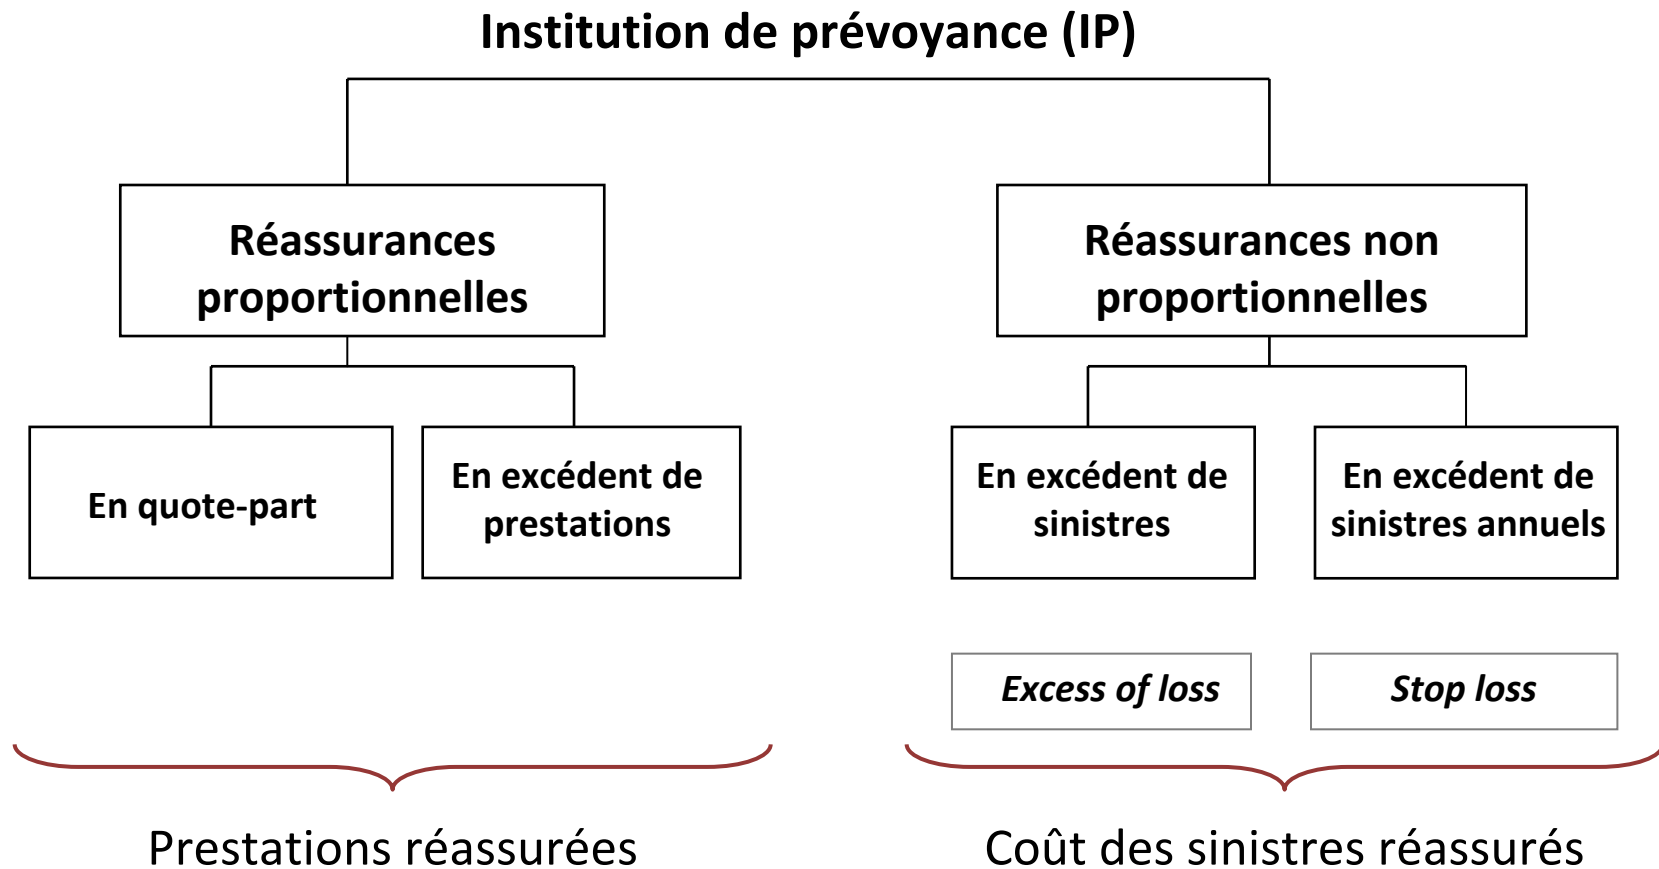 Institution de prévoyance (IP)
Réassurances
proportionnelles
Réassurances non
proportionnelles
En quote-part
En excédent de
prestations
En excédent de
sinistres
En excédent de
sinistres annuels
Excess of loss
Stop loss
Prestations réassurées
Coût des sinistres réassurés